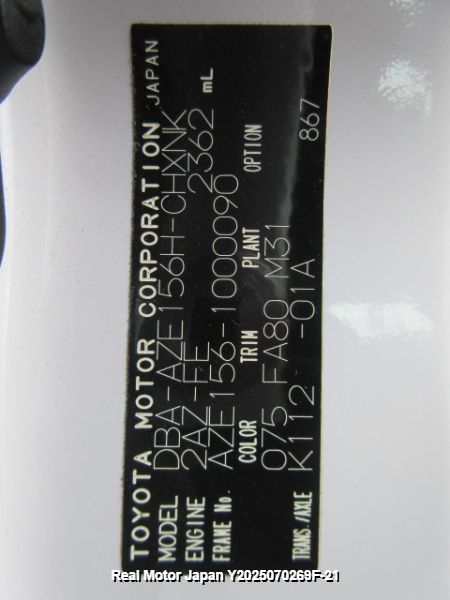 TOYOTA MOTOR CORPORATION JAPAN
MODEL DBA-AZE156H-CHXNK
ENGINE 2AZ-FE 2362 mL
FRAME No. AZE156-1000090
COLOR TRIM PLANT OPTION
075 FA80 M31 867
TRANS./AXLE K112 -01A
Real Motor Japan Y2025070269F-21